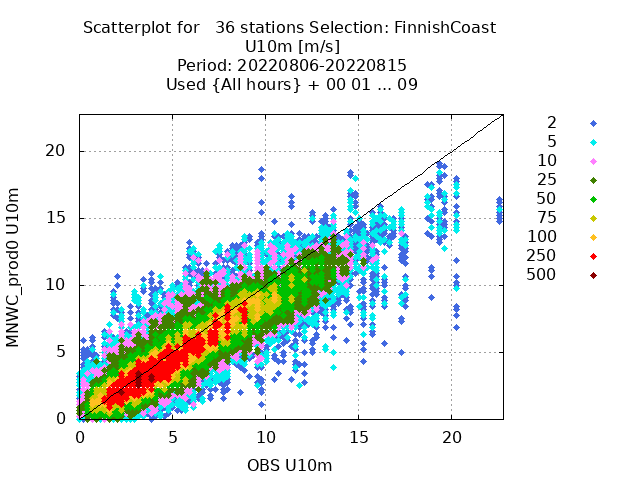 Scatterplot for   36 stations Selection: FinnishCoast
U10m [m/s]
Period: 20220806-20220815
Used {All hours} + 00 01 ... 09
MNWC_prod0 U10m
20
15
10
5
0
0 5 10 15 20
OBS U10m
2
5
10
25
50
75
100
250
500